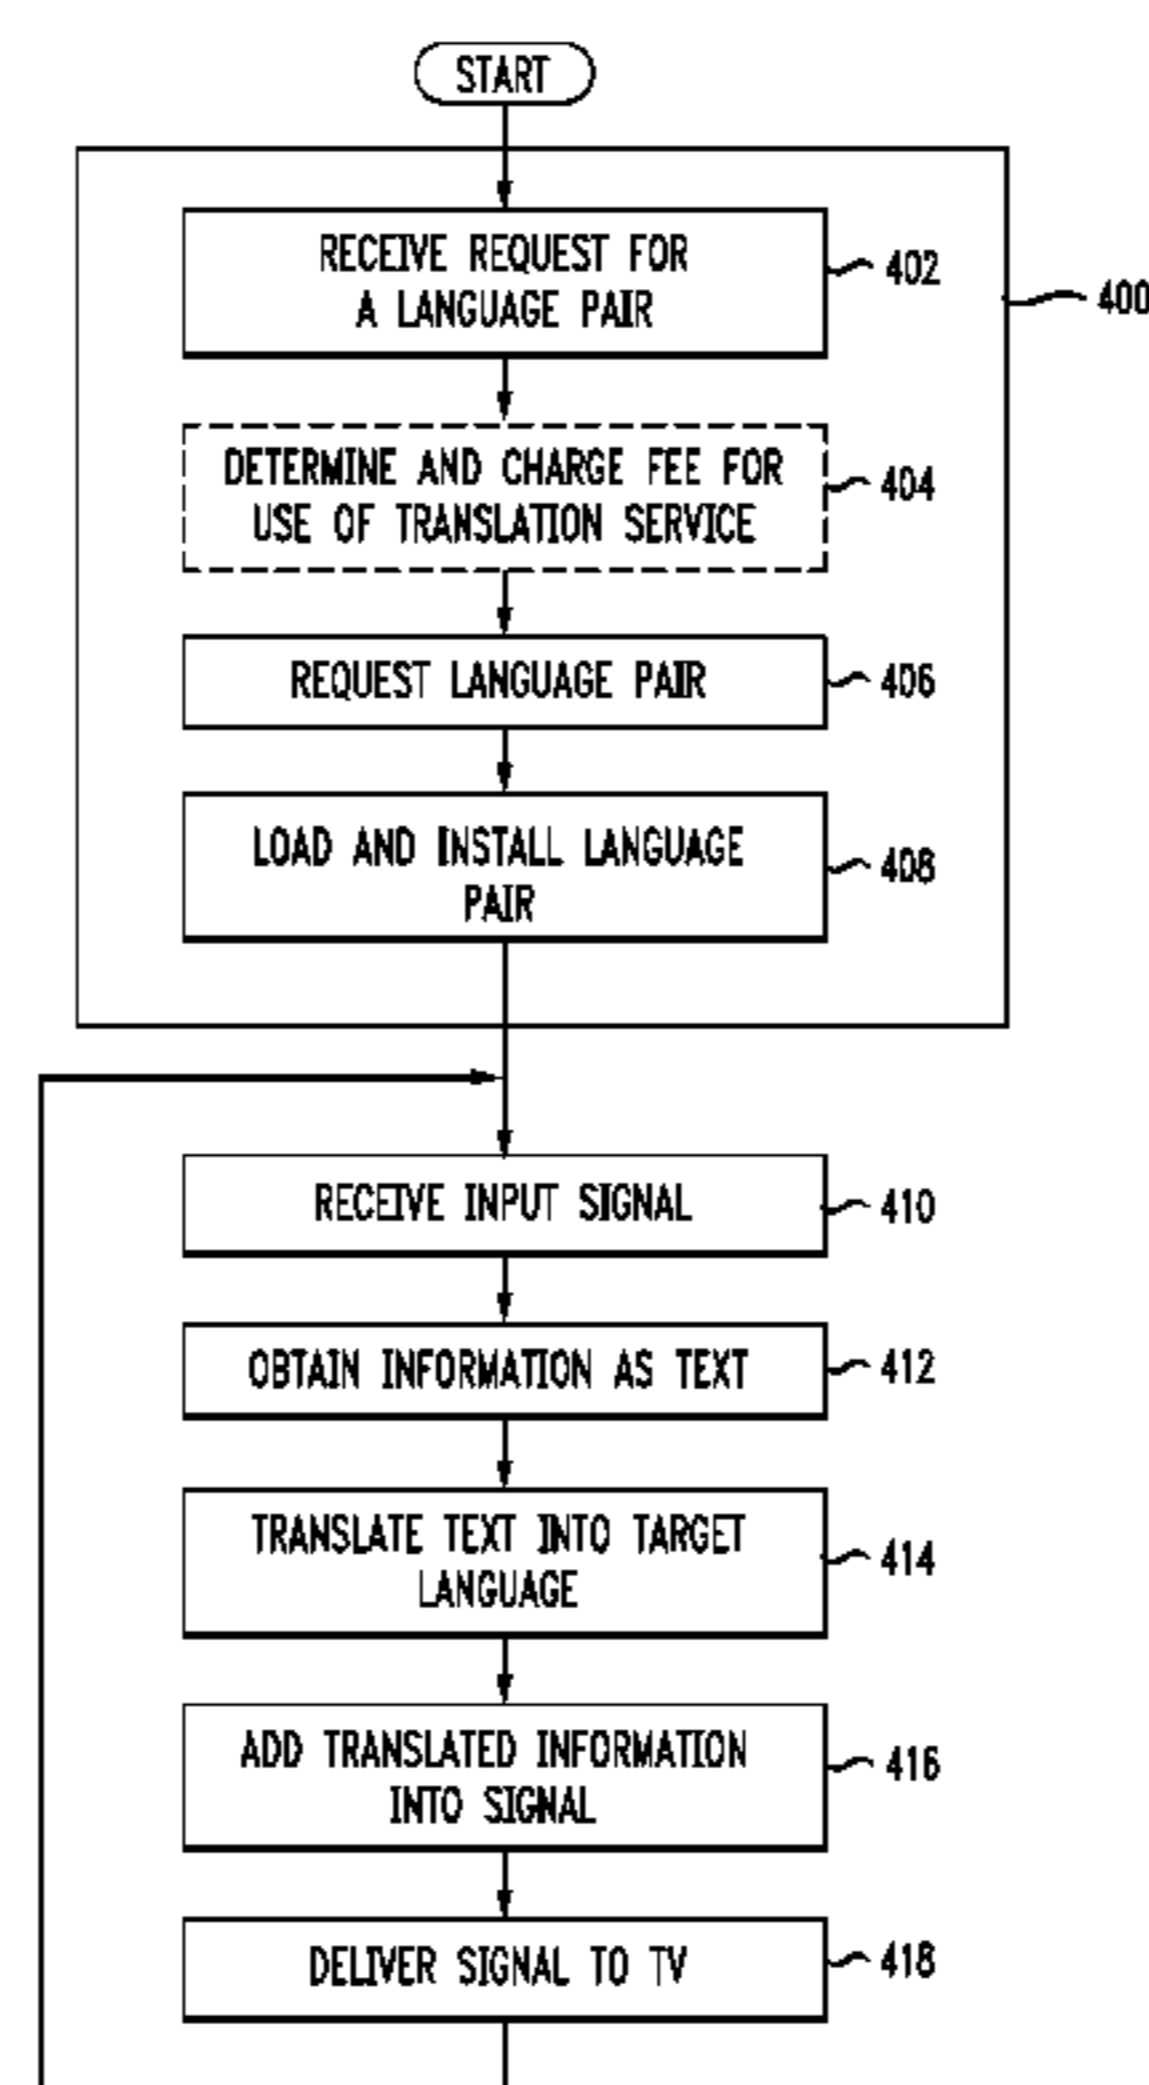 START
RECEIVE REQUEST FOR
A LANGUAGE PAIR
402
400
DETERMINE AND CHARGE FEE FOR
USE OF TRANSLATION SERVICE
404
REQUEST LANGUAGE PAIR
406
LOAD AND INSTALL LANGUAGE
PAIR
408
RECEIVE INPUT SIGNAL
410
OBTAIN INFORMATION AS TEXT
412
TRANSLATE TEXT INTO TARGET
LANGUAGE
414
ADD TRANSLATED INFORMATION
INTO SIGNAL
416
DELIVER SIGNAL TO TV
418